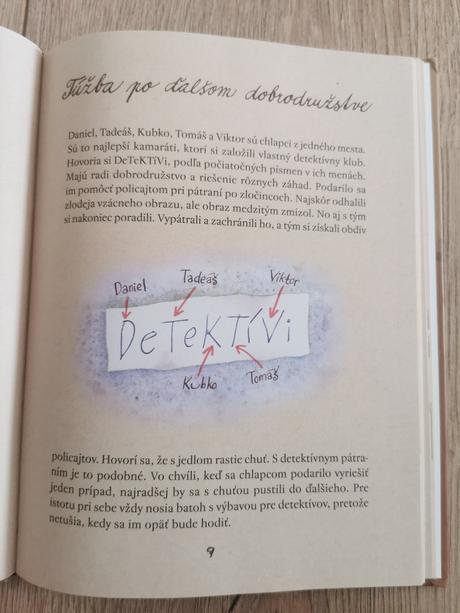 Túžba po ďalšom dobrodružstve
Daniel, Tadeáš, Kubko, Tomáš a Viktor sú chlapci z jedného mesta.
Sú to najlepší kamaráti, ktorí si založili vlastný detektívny klub.
Hovoria si DeTeKTíVi, podľa počiatočných písmen v ich menách.
Majú radi dobrodružstvo a riešenie rôznych záhad. Podarilo sa
im pomôcť policajtom pri pátraní po zločincoch. Najskôr odhalili
zlodeja vzácneho obrazu, ale obraz medzitým zmizol. No aj s tým
si nakoniec poradili. Vypátrali a zachránili ho, a tým si získali obdiv
Daniel Tadeáš Viktor
DeTeKTíVi
Kubko Tomáš
policajtov. Hovorí sa, že s jedlom rastie chuť. S detektívnym pátra-
ním je to podobné. Vo chvíli, keď sa chlapcom podarilo vyriešiť
jeden prípad, najradšej by sa s chuťou pustili do ďalšieho. Pre
istotu pri sebe vždy nosia batoh s výbavou pre detektívov, pretože
netušia, kedy sa im opäť bude hodiť.
9